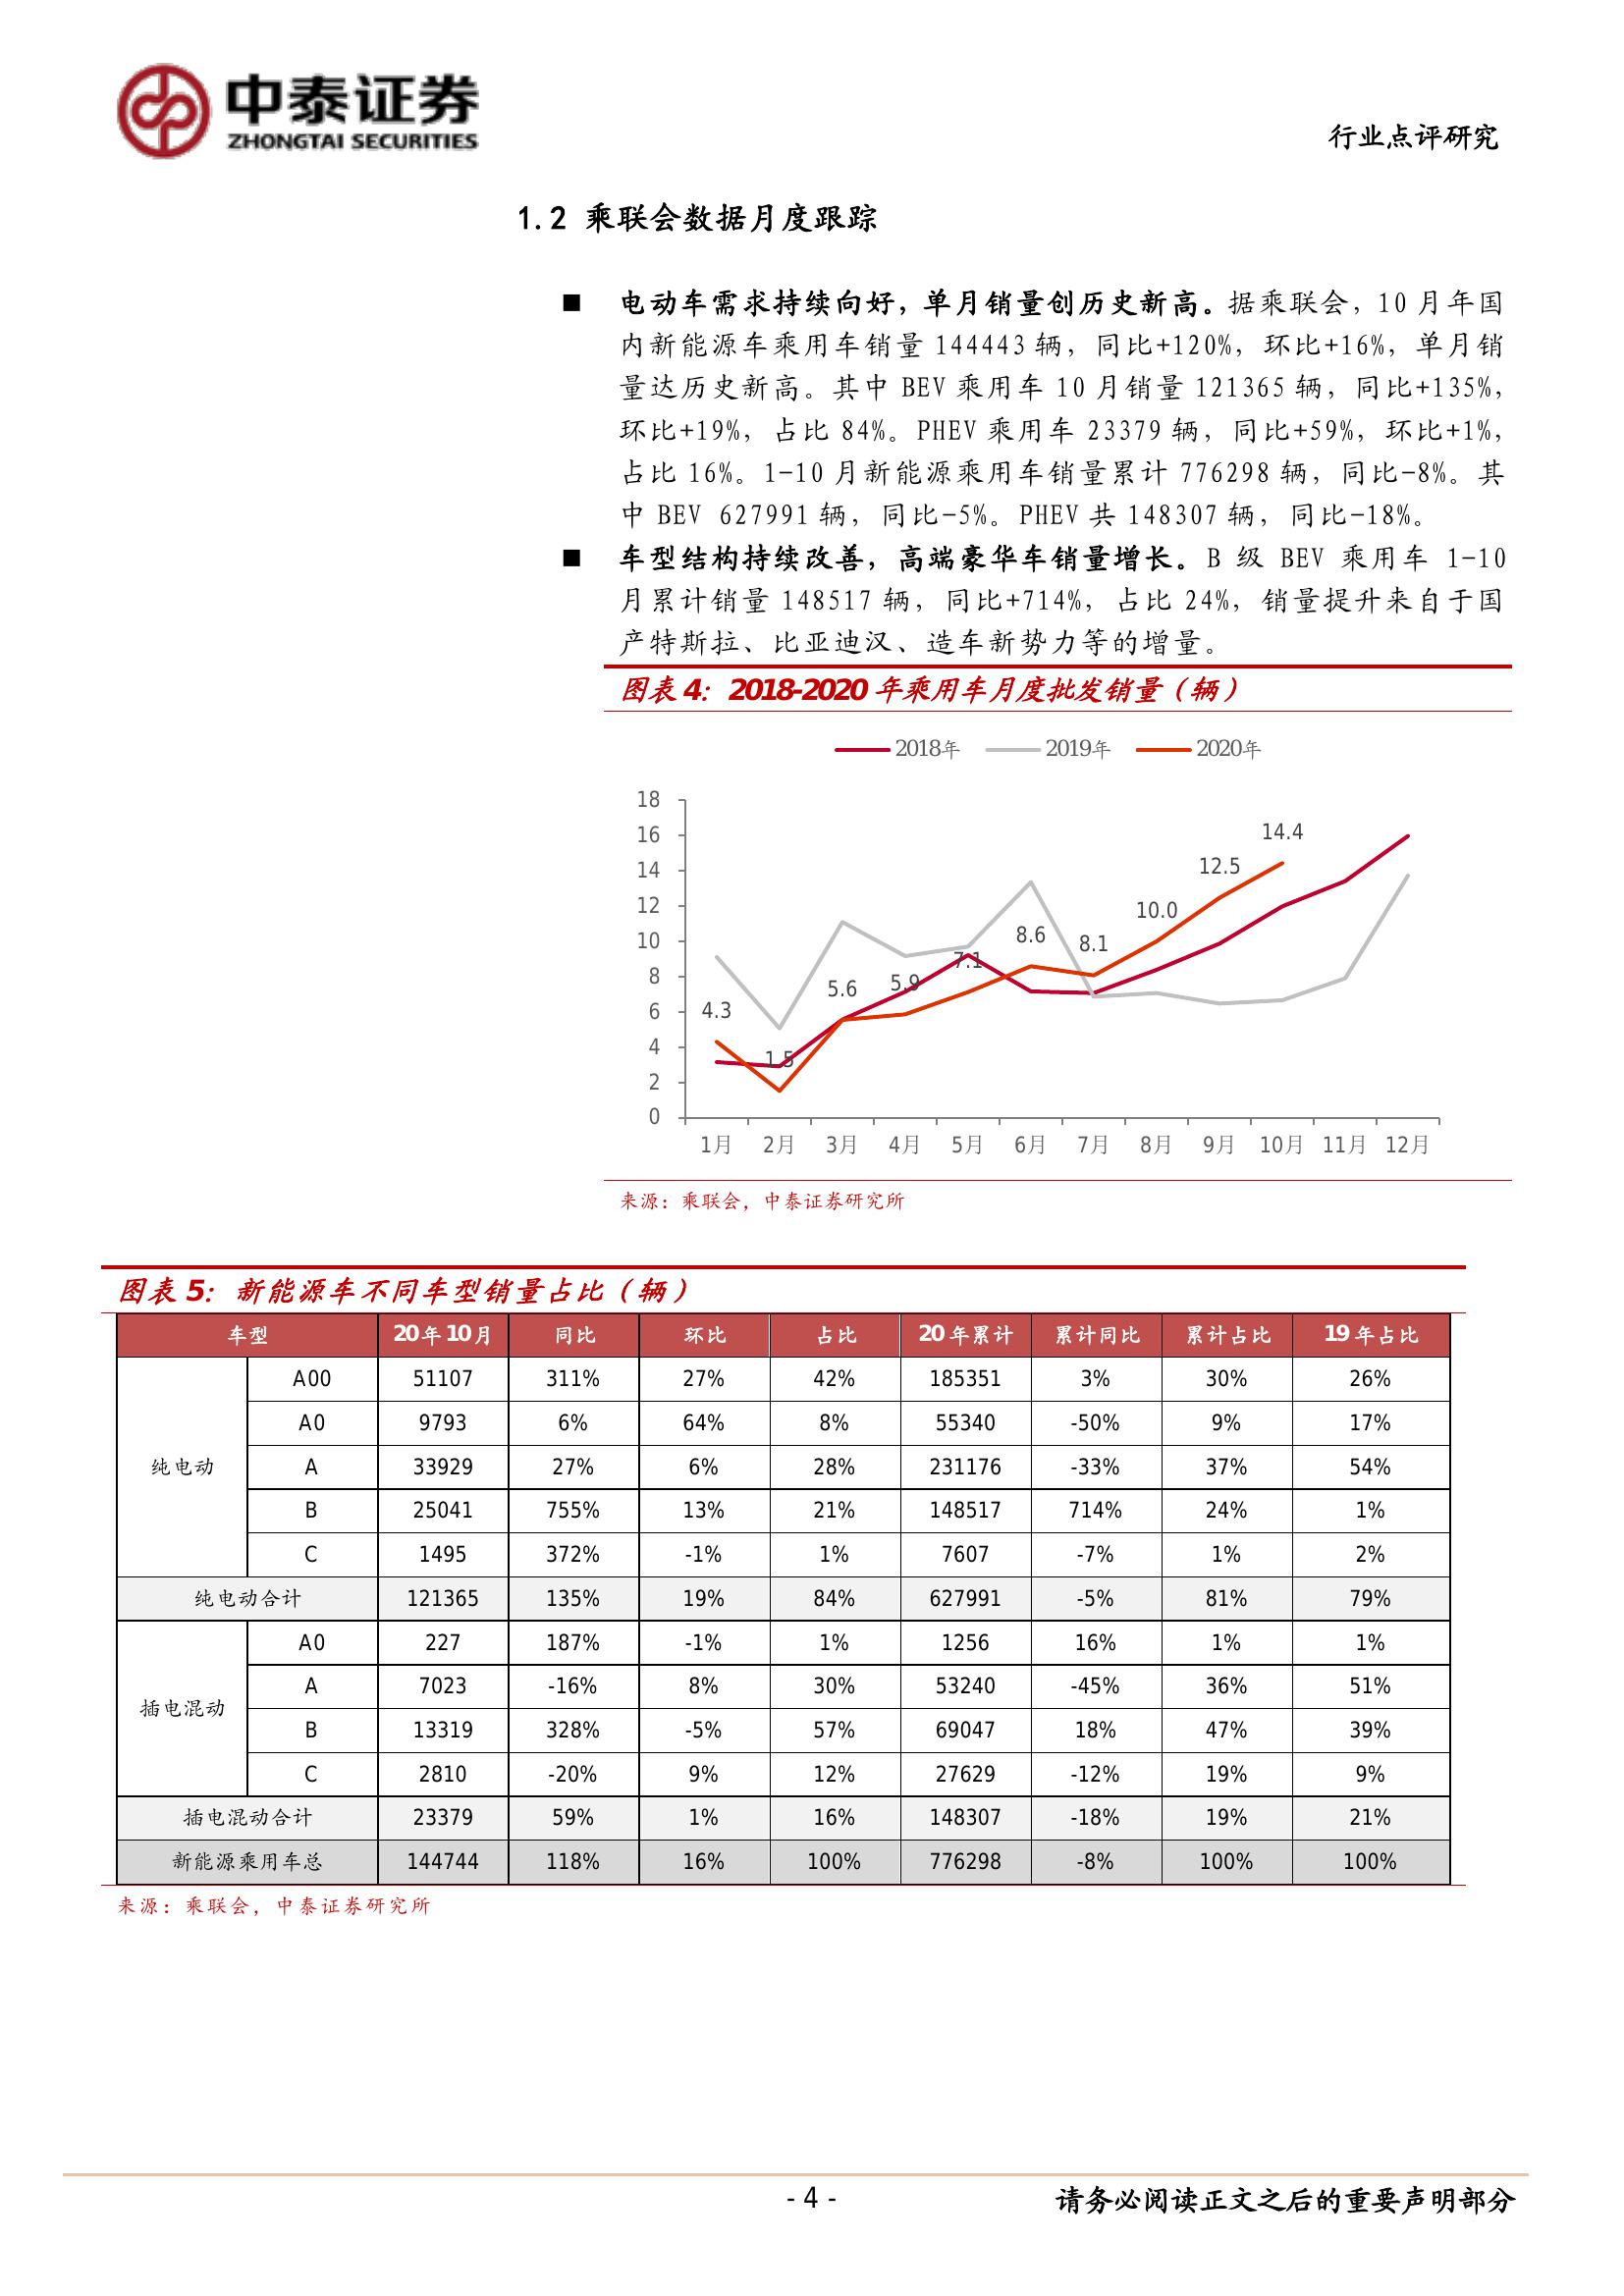 中泰证券
ZHONGTAI SECURITIES
行业点评研究
1.2 乘联会数据月度跟踪
■ 电动车需求持续向好，单月销量创历史新高。据乘联会，10 月年国
内新能源车乘用车销量 144443 辆，同比+120%，环比+16%，单月销
量达历史新高。其中 BEV 乘用车 10 月销量 121365 辆，同比+135%，
环比+19%，占比 84%。PHEV 乘用车 23379 辆，同比+59%，环比+1%，
占比 16%。1-10 月新能源乘用车销量累计 776298 辆，同比-8%。其
中 BEV 627991 辆，同比-5%。PHEV 共 148307 辆，同比-18%。
■ 车型结构持续改善，高端豪华车销量增长。B 级 BEV 乘用车 1-10
月累计销量 148517 辆，同比+714%，占比 24%，销量提升来自于国
产特斯拉、比亚迪汉、造车新势力等的增量。
图表 4：2018-2020 年乘用车月度批发销量（辆）
2018年 2019年 2020年
18
16
14
12
10
8
6
4
2
0
4.3
1.5
5.6
5.9
7.1
8.6
8.1
10.0
12.5
14.4
1月 2月 3月 4月 5月 6月 7月 8月 9月 10月 11月 12月
来源：乘联会，中泰证券研究所
图表 5：新能源车不同车型销量占比（辆）
车型 20年10月 同比 环比 占比 20年累计 累计同比 累计占比 19年占比
纯电动
A00 51107 311% 27% 42% 185351 3% 30% 26%
A0 9793 6% 64% 8% 55340 -50% 9% 17%
A 33929 27% 6% 28% 231176 -33% 37% 54%
B 25041 755% 13% 21% 148517 714% 24% 1%
C 1495 372% -1% 1% 7607 -7% 1% 2%
纯电动合计 121365 135% 19% 84% 627991 -5% 81% 79%
插电混动
A0 227 187% -1% 1% 1256 16% 1% 1%
A 7023 -16% 8% 30% 53240 -45% 36% 51%
B 13319 328% -5% 57% 69047 18% 47% 39%
C 2810 -20% 9% 12% 27629 -12% 19% 9%
插电混动合计 23379 59% 1% 16% 148307 -18% 19% 21%
新能源乘用车总 144744 118% 16% 100% 776298 -8% 100% 100%
来源：乘联会，中泰证券研究所
- 4 -
请务必阅读正文之后的重要声明部分